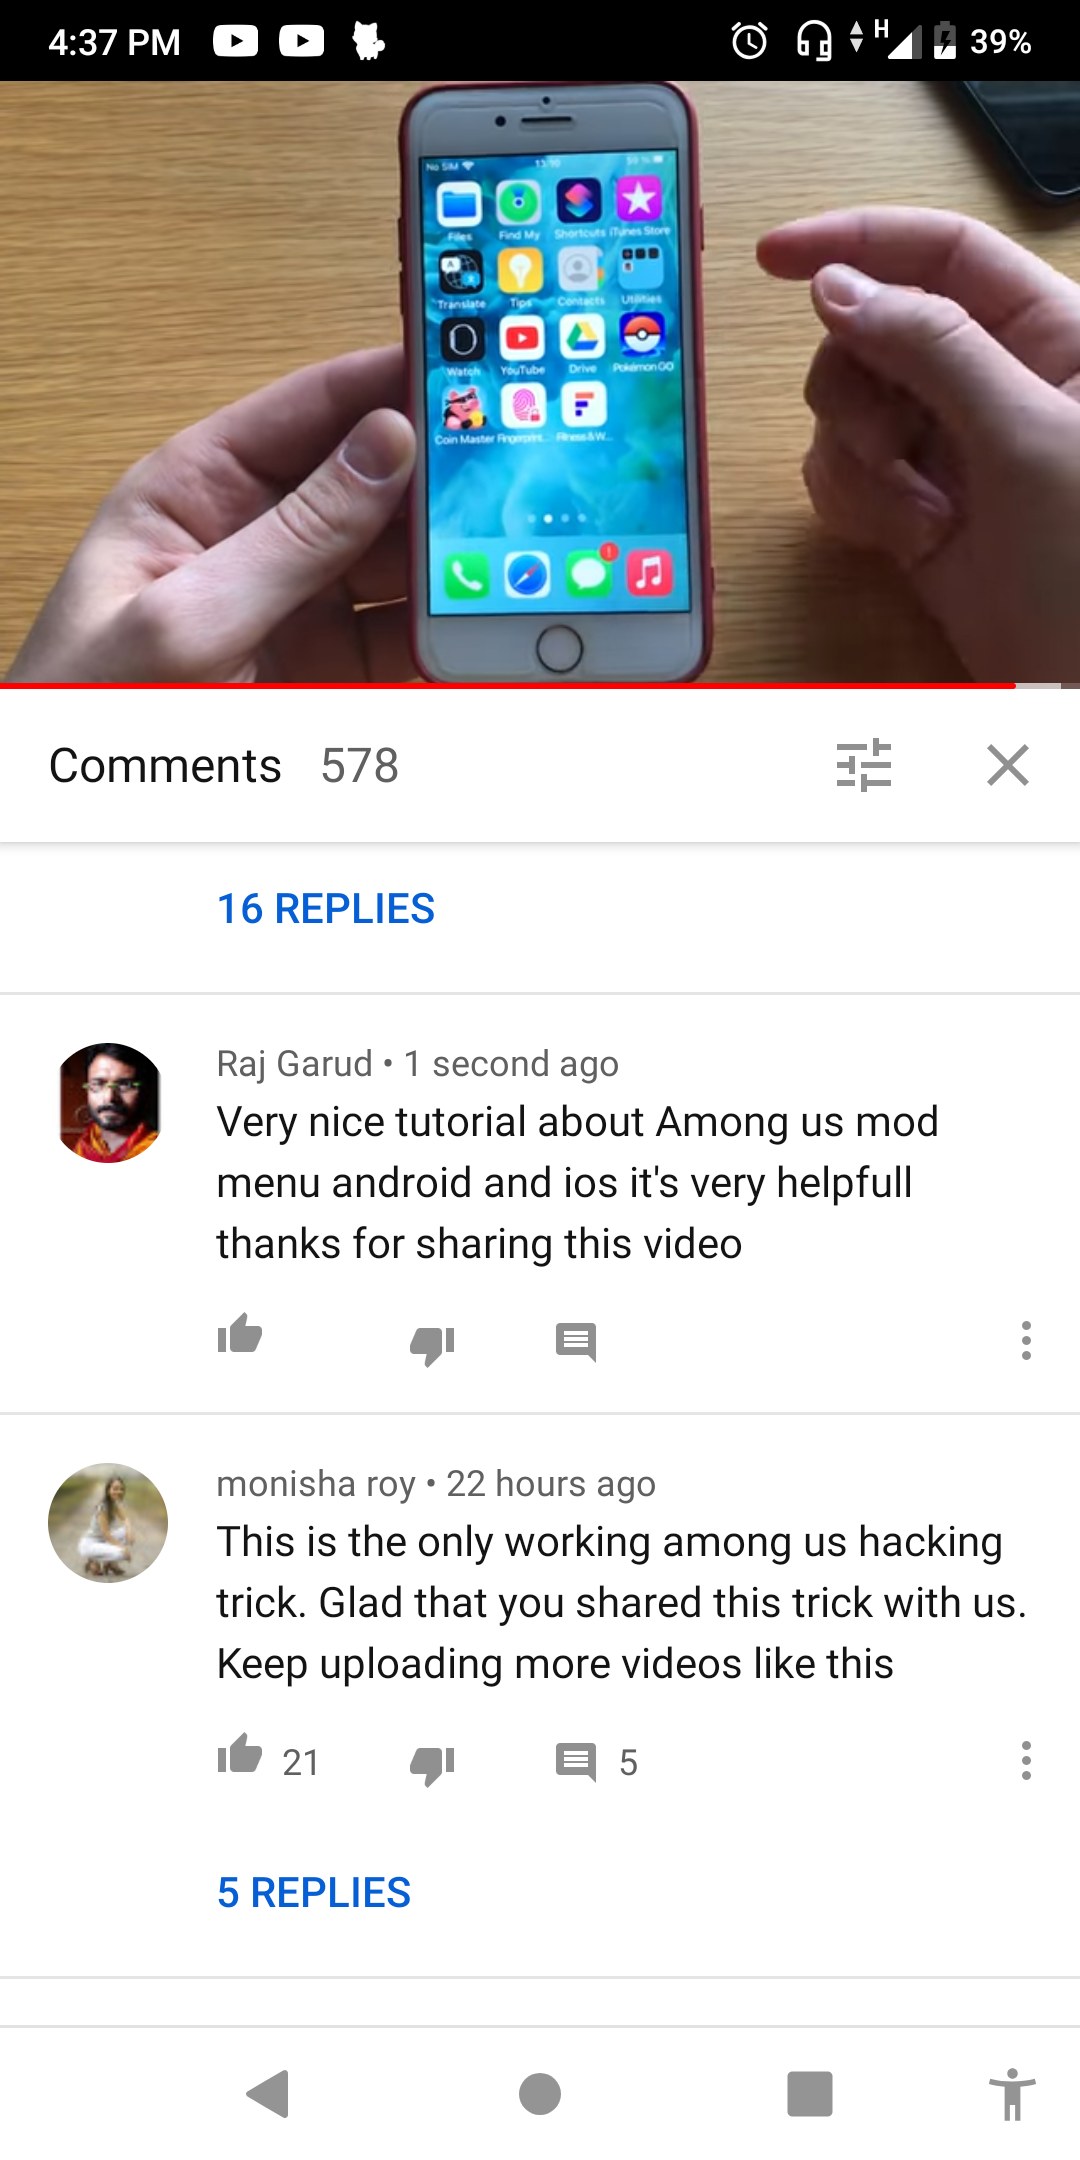 4:37 PM H 39%
No SIM 13:10
Files Find My Shortcuts iTunes Store
Translate Tips Contacts Utilities
Watch YouTube Drive Pokémon GO
Coin Master Fingerprint... Fitness & W...
Comments 578
16 REPLIES
Raj Garud • 1 second ago
Very nice tutorial about Among us mod
menu android and ios it's very helpfull
thanks for sharing this video
monisha roy • 22 hours ago
This is the only working among us hacking
trick. Glad that you shared this trick with us.
Keep uploading more videos like this
21 5
5 REPLIES